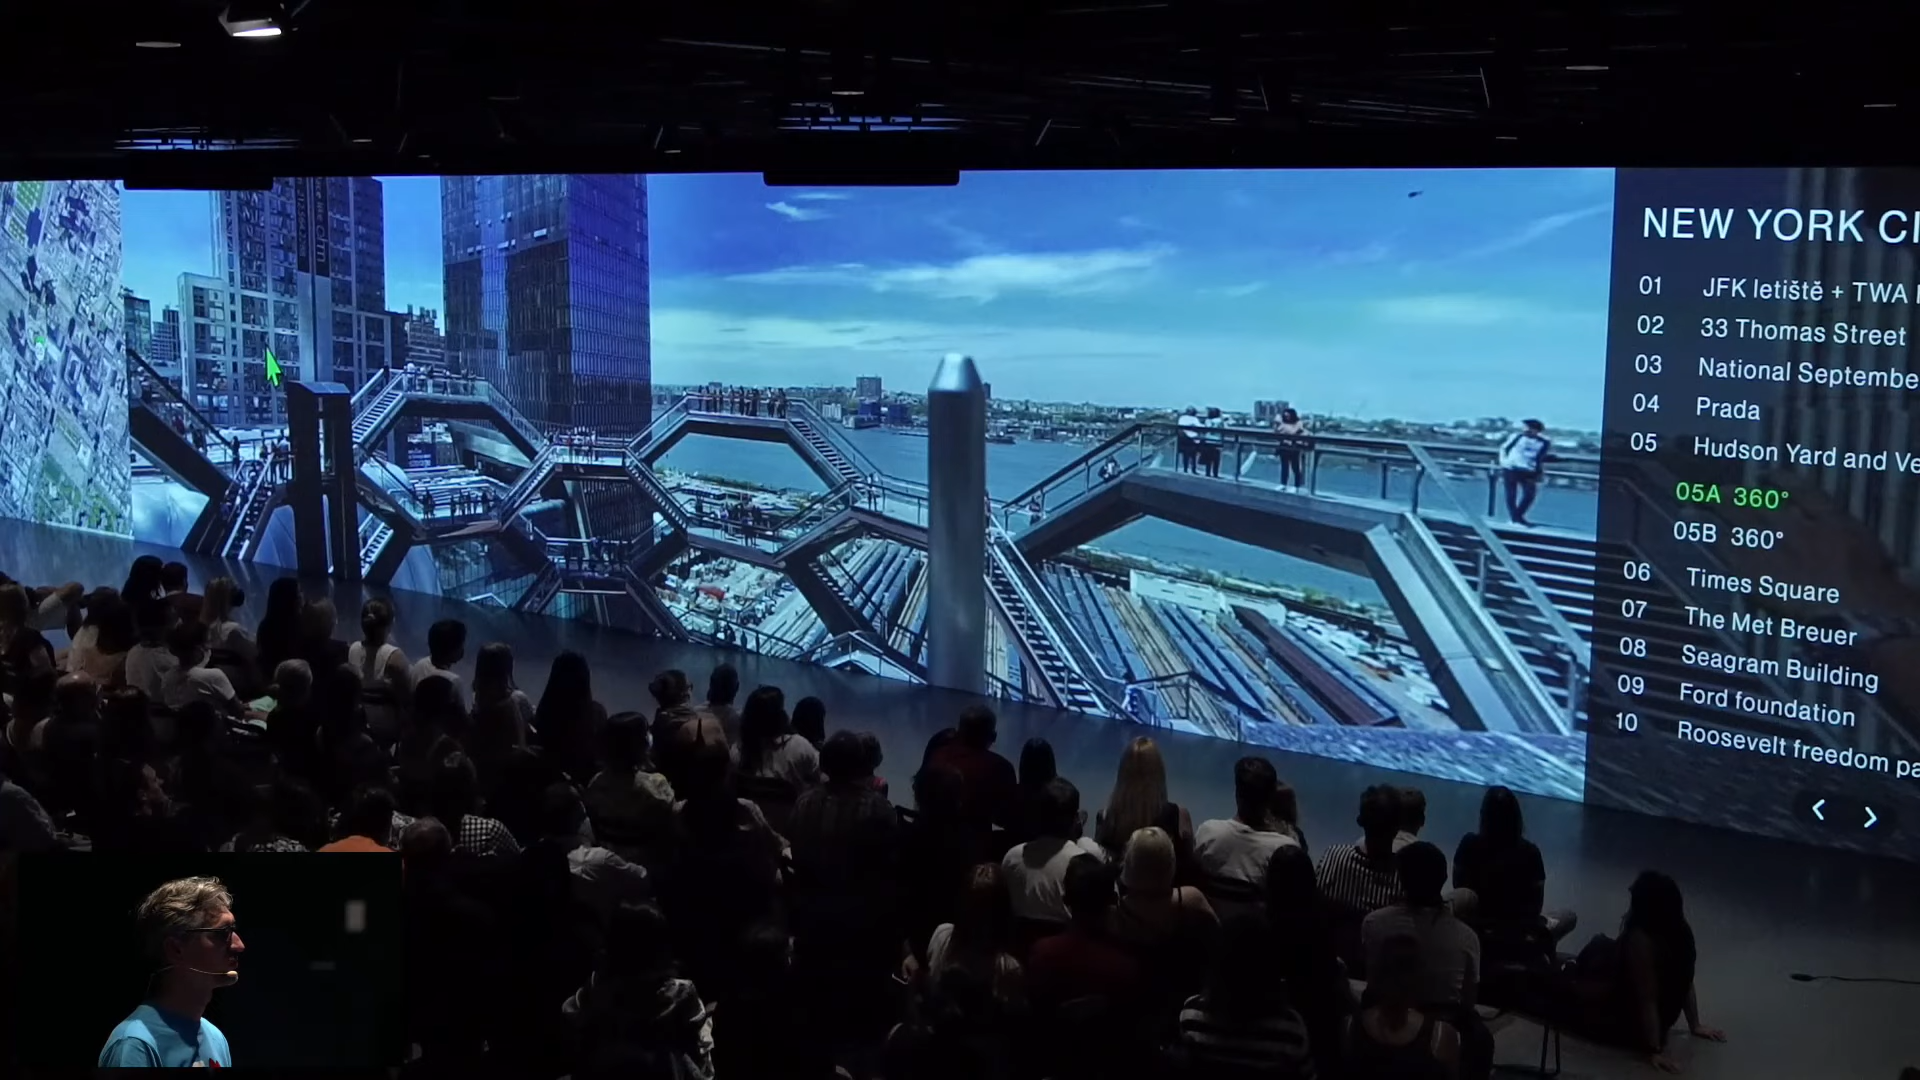 NEW YORK CI
01 JFK letiště + TWA
02 33 Thomas Street
03 National Septembe
04 Prada
05 Hudson Yard and Ve
05A 360°
05B 360°
06 Times Square
07 The Met Breuer
08 Seagram Building
09 Ford foundation
10 Roosevelt freedom pa